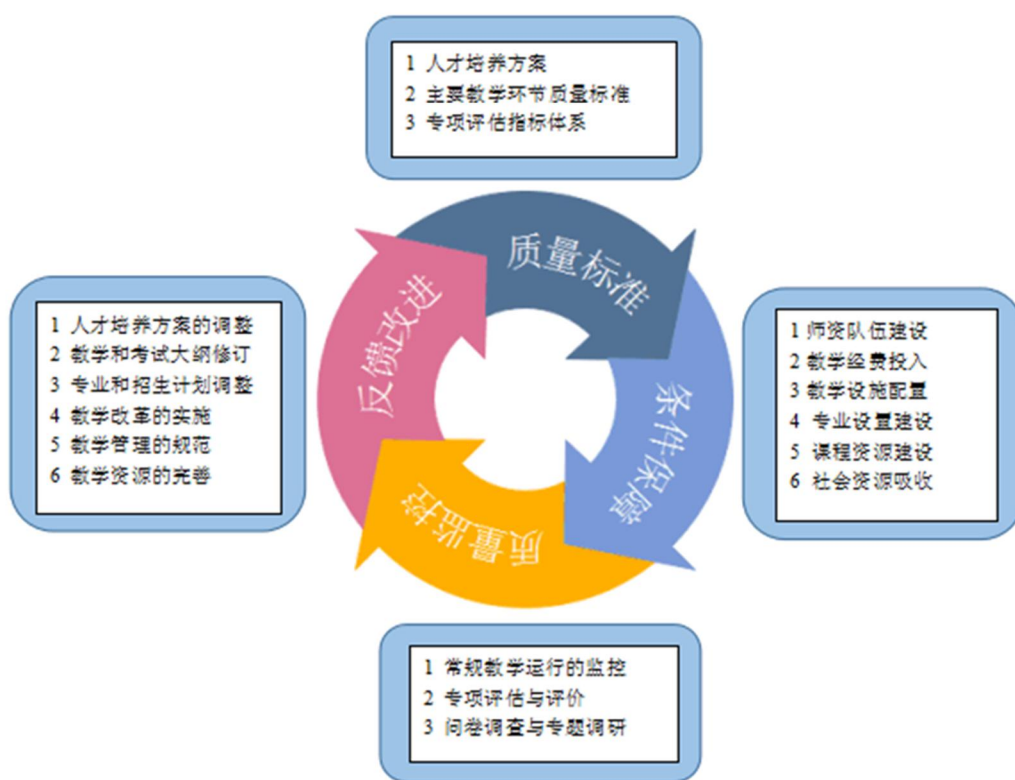 1 人才培养方案
2 主要教学环节质量标准
3 专项评估指标体系
质量标准
反馈改进
条件保障
质量监控
1 人才培养方案的调整
2 教学和考试大纲修订
3 专业和招生计划调整
4 教学改革的实施
5 教学管理的规范
6 教学资源的完善
1 师资队伍建设
2 教学经费投入
3 教学设施配置
4 专业设置建设
5 课程资源建设
6 社会资源吸收
1 常规教学运行的监控
2 专项评估与评价
3 问卷调查与专题调研